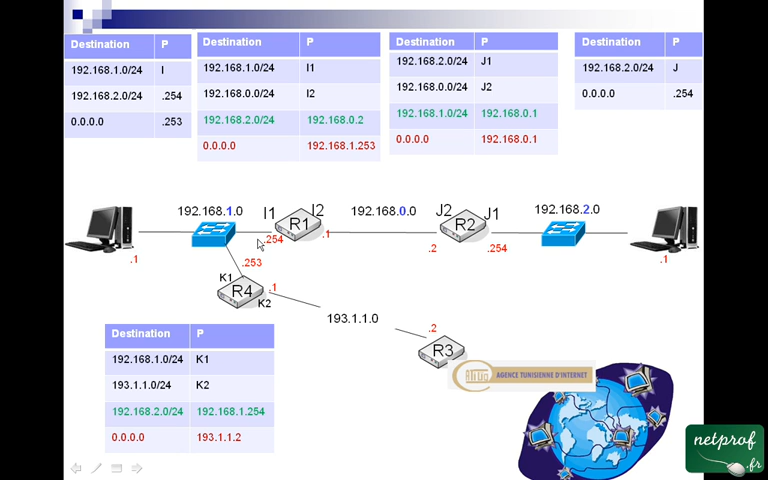 Destination P
192.168.1.0/24 I
192.168.2.0/24 .254
0.0.0.0 .253
Destination P
192.168.1.0/24 I1
192.168.0.0/24 I2
192.168.2.0/24 192.168.0.2
0.0.0.0 192.168.1.253
Destination P
192.168.2.0/24 J1
192.168.0.0/24 J2
192.168.1.0/24 192.168.0.1
0.0.0.0 192.168.0.1
Destination P
192.168.2.0/24 J
0.0.0.0 .254
192.168.1.0 I1 I2 192.168.0.0 J2 J1 192.168.2.0
R1 R2
.1 .254 .1 .2 .254 .1
.253
K1
R4 .1
K2
193.1.1.0
.2
R3
AGENCE TUNISIENNE D'INTERNET
Destination P
192.168.1.0/24 K1
193.1.1.0/24 K2
192.168.2.0/24 192.168.1.254
0.0.0.0 193.1.1.2
netprof
.fr